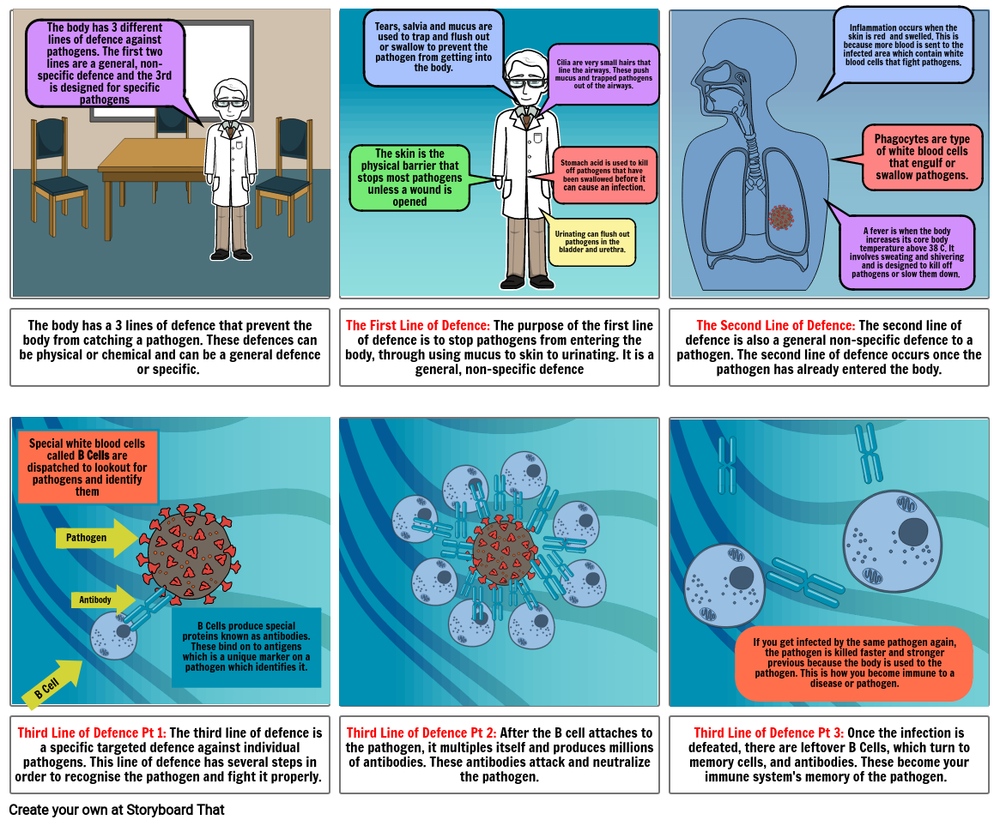 The body has 3 different
lines of defence against
pathogens. The first two
lines are a general, non-
specific defence and the 3rd
is designed for specific
pathogens
Tears, salvia and mucus are
used to trap and flush out
or swallow to prevent the
pathogen from getting into
the body.
Cilia are very small hairs that
line the airways. These push
mucus and trapped pathogens
out of the airways.
The skin is the
physical barrier that
stops most pathogens
unless a wound is
opened
Stomach acid is used to kill
off pathogens that have
been swallowed before it
can cause an infection.
Urinating can flush out
pathogens in the
bladder and urethra.
Inflammation occurs when the
skin is red and swelled. This is
because more blood is sent to the
infected area which contain white
blood cells that fight pathogens.
Phagocytes are type
of white blood cells
that engulf or
swallow pathogens.
A fever is when the body
increases its core body
temperature above 38 C. It
involves sweating and shivering
and is designed to kill off
pathogens or slow them down.
The body has a 3 lines of defence that prevent the
body from catching a pathogen. These defences can
be physical or chemical and can be a general defence
or specific.
The First Line of Defence: The purpose of the first line
of defence is to stop pathogens from entering the
body, through using mucus to skin to urinating. It is a
general, non-specific defence
The Second Line of Defence: The second line of
defence is also a general non-specific defence to a
pathogen. The second line of defence occurs once the
pathogen has already entered the body.
Special white blood cells
called B Cells are
dispatched to lookout for
pathogens and identify
them
Pathogen
Antibody
B Cell
B Cells produce special
proteins known as antibodies.
These bind on to antigens
which is a unique marker on a
pathogen which identifies it.
If you get infected by the same pathogen again,
the pathogen is killed faster and stronger
previous because the body is used to the
pathogen. This is how you become immune to a
disease or pathogen.
Third Line of Defence Pt 1: The third line of defence is
a specific targeted defence against individual
pathogens. This line of defence has several steps in
order to recognise the pathogen and fight it properly.
Third Line of Defence Pt 2: After the B cell attaches to
the pathogen, it multiples itself and produces millions
of antibodies. These antibodies attack and neutralize
the pathogen.
Third Line of Defence Pt 3: Once the infection is
defeated, there are leftover B Cells, which turn to
memory cells, and antibodies. These become your
immune system's memory of the pathogen.
Create your own at Storyboard That